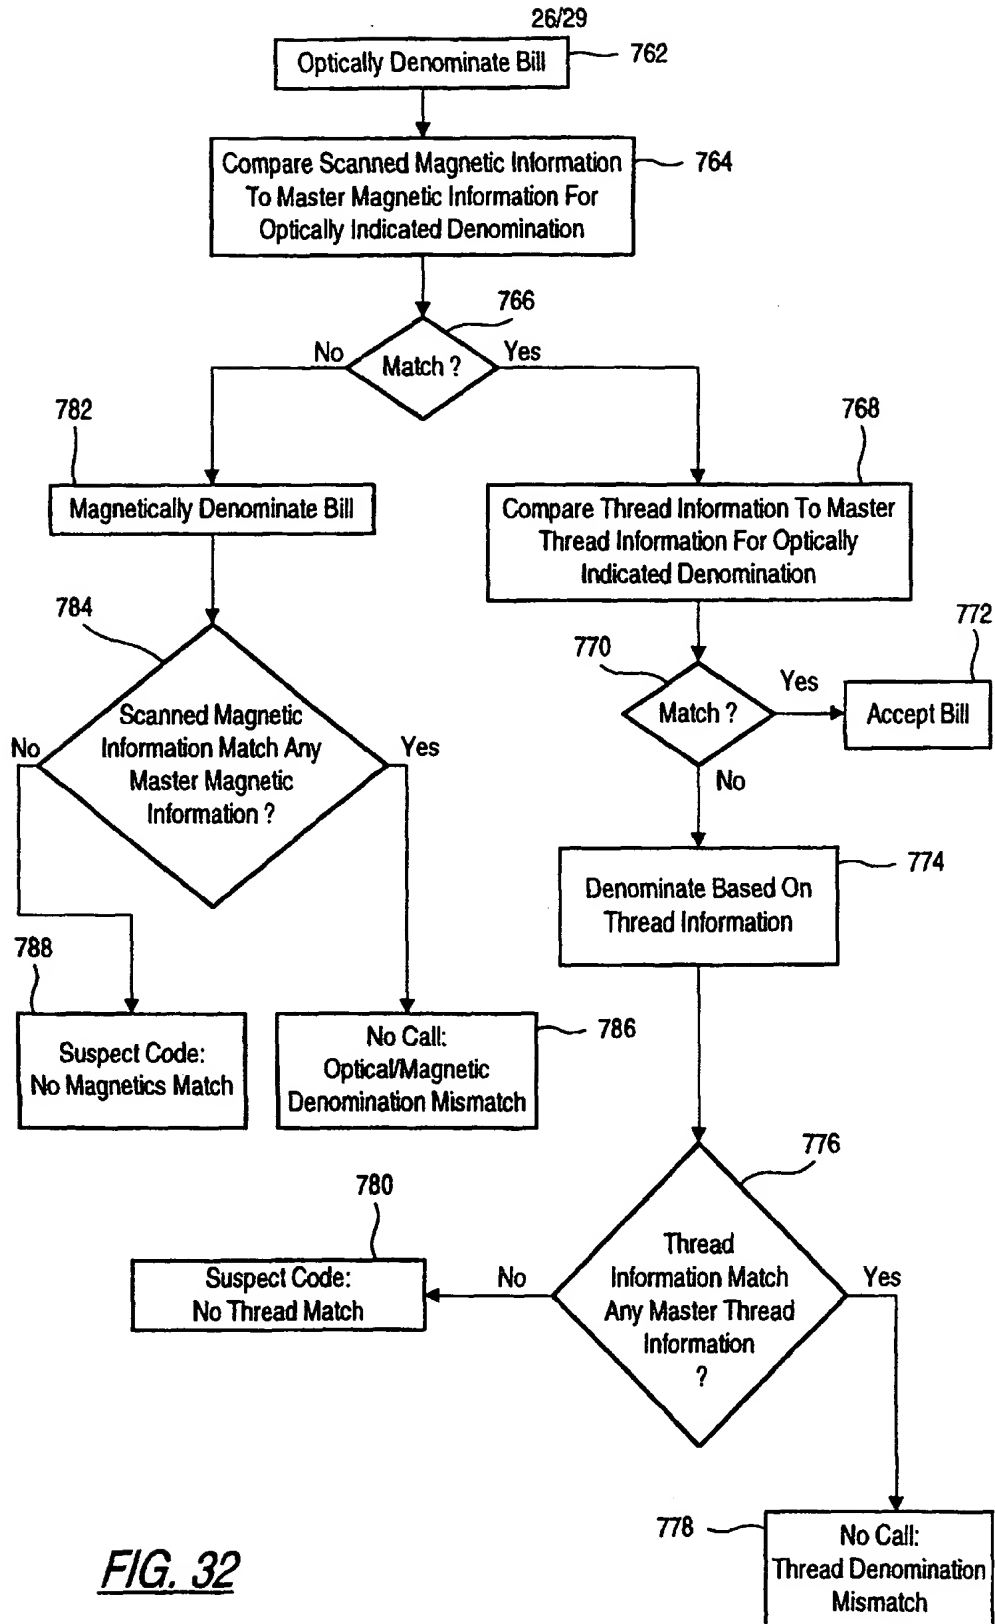 26/29
Optically Denominate Bill
762
Compare Scanned Magnetic Information
To Master Magnetic Information For
Optically Indicated Denomination
764
766
Match ?
No
Yes
782
Magnetically Denominate Bill
768
Compare Thread Information To Master
Thread Information For Optically
Indicated Denomination
784
Scanned Magnetic
Information Match Any
Master Magnetic
Information ?
No
Yes
770
Match ?
Yes
No
772
Accept Bill
774
Denominate Based On
Thread Information
788
Suspect Code:
No Magnetics Match
786
No Call:
Optical/Magnetic
Denomination Mismatch
776
Thread
Information Match
Any Master Thread
Information
?
No
Yes
780
Suspect Code:
No Thread Match
778
No Call:
Thread Denomination
Mismatch
FIG. 32